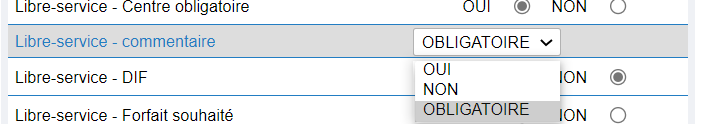 Libre-service - Centre obligatoire OUI NON
Libre-service - commentaire OBLIGATOIRE
OUI
Libre-service - DIF NON
NON
OBLIGATOIRE
Libre-service - Forfait souhaité NON